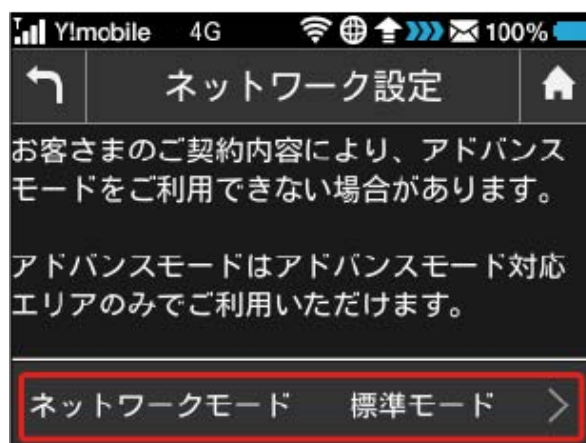 Y!mobile 4G 100%
ネットワーク設定
お客さまのご契約内容により、アドバンス
モードをご利用できない場合があります。
アドバンスモードはアドバンスモード対応
エリアのみでご利用いただけます。
ネットワークモード 標準モード